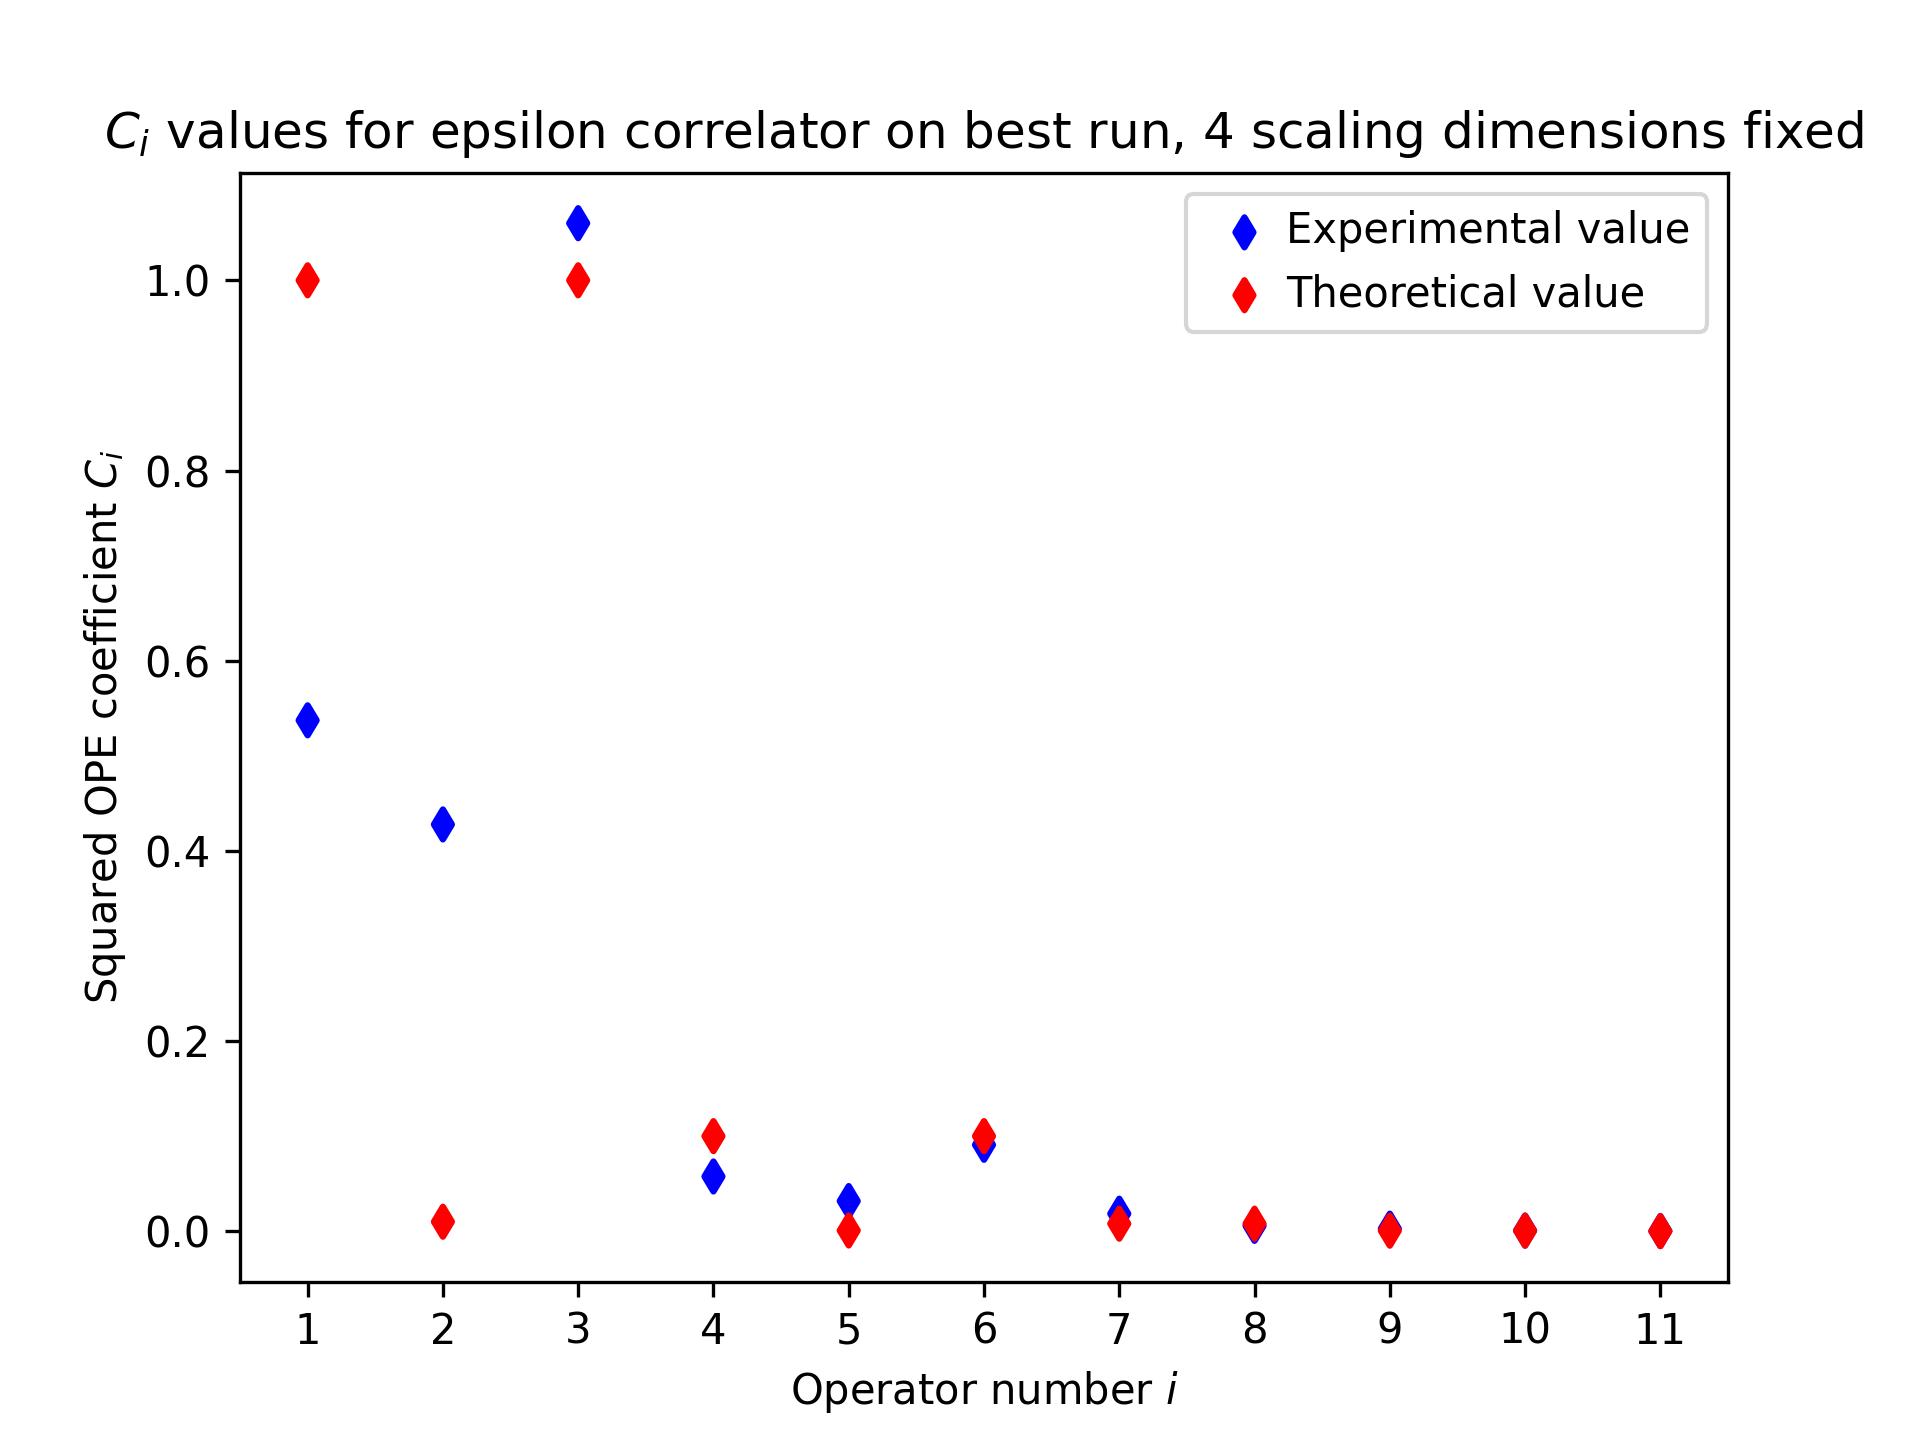 C_i values for epsilon correlator on best run, 4 scaling dimensions fixed
Experimental value
Theoretical value
Squared OPE coefficient C_i
1.0
0.8
0.6
0.4
0.2
0.0
1 2 3 4 5 6 7 8 9 10 11
Operator number i